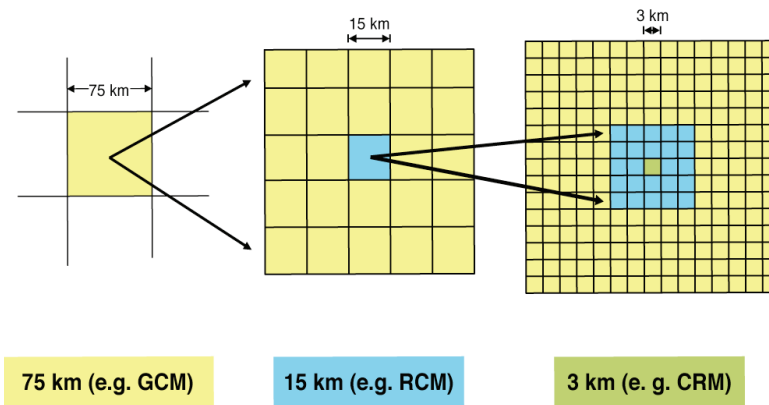 75 km
15 km
3 km
75 km (e.g. GCM)
15 km (e.g. RCM)
3 km (e. g. CRM)